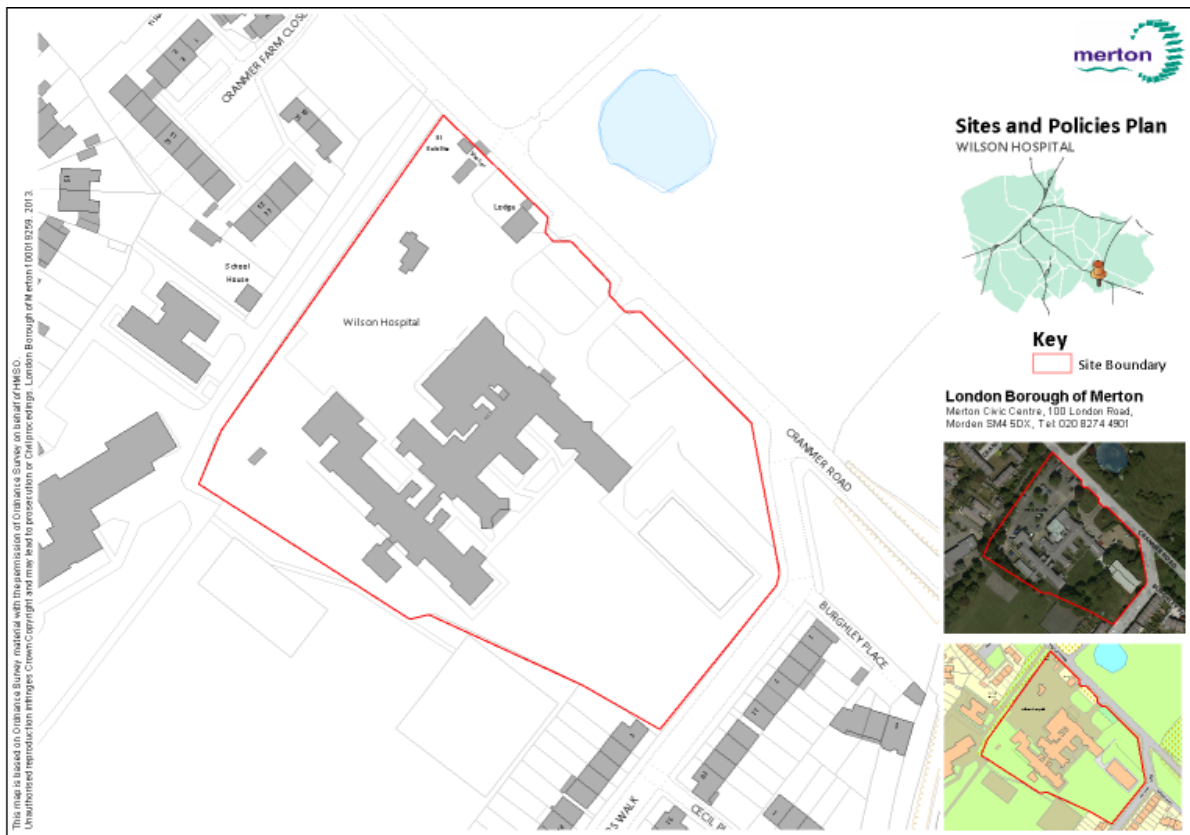 merton
Sites and Policies Plan
WILSON HOSPITAL
Key
Site Boundary
London Borough of Merton
Merton Civic Centre, 100 London Road,
Morden SM4 5DX, Tel: 020 8274 4901
CRANMER FARM CLOSE
El
Lodge
School
House
Wilson Hospital
CRANMER ROAD
BURGHLEY PLACE
CECIL
WALK
CRANMER ROAD
This map is based on Ordnance Survey material with the permission of Ordnance Survey on behalf of HMSO.
Unauthorised reproduction infringes Crown Copyright and may lead to prosecution or Civil procedings. London Borough of Merton 100019259. 2013.